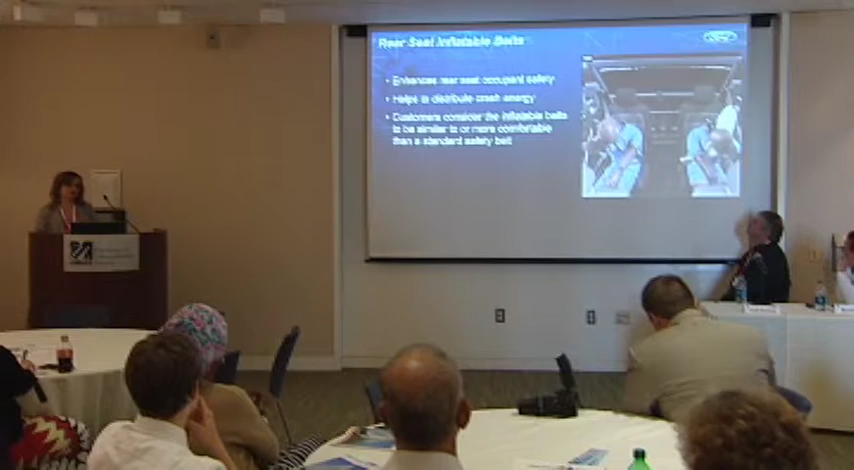 Rear Seat Inflatable Belts
Ford
• Enhances rear seat occupant safety
• Helps to distribute crash energy
• Customers consider the inflatable belts
to be similar to or more comfortable
than a standard safety belt